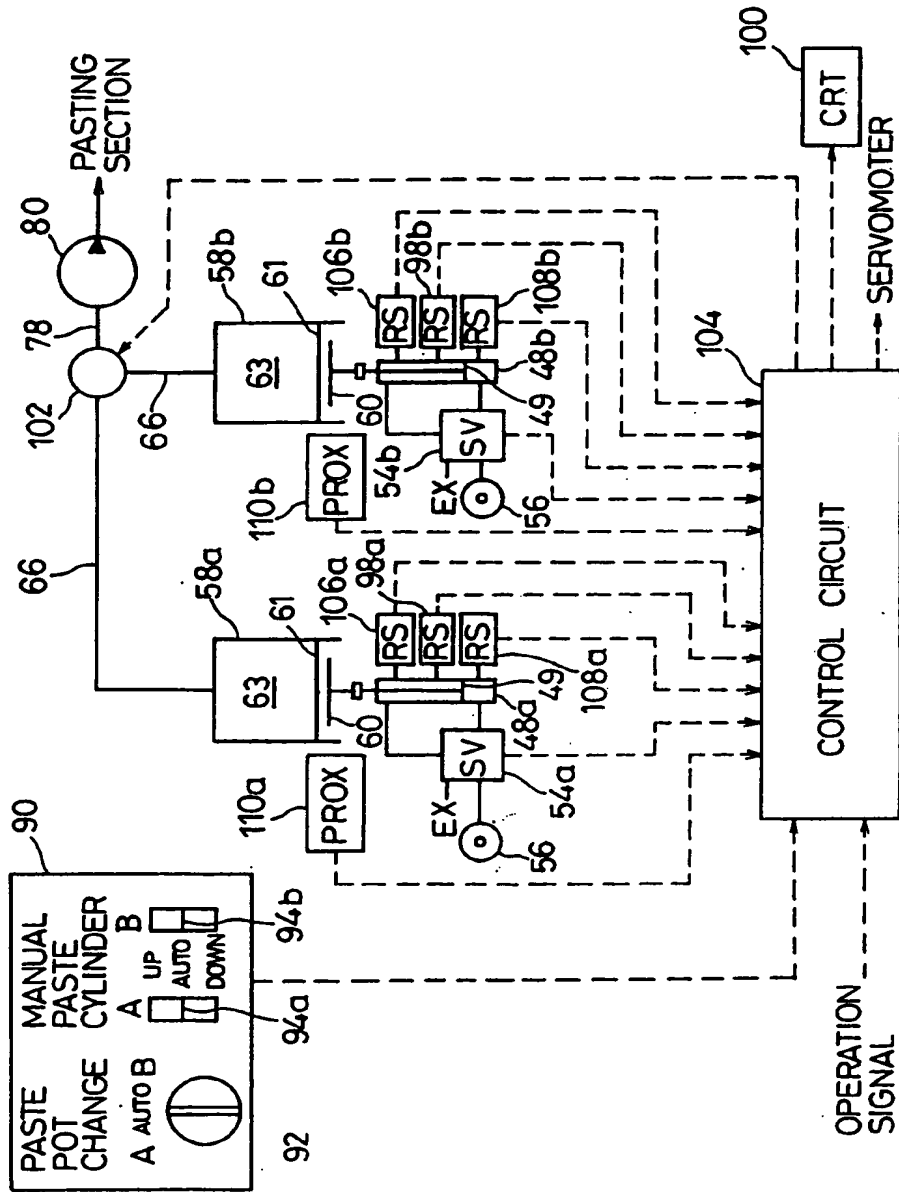 90
PASTE
POT
CHANGE
A AUTO B
92
MANUAL
PASTE
CYLINDER
A B
UP
AUTO
DOWN
94a
94b
66
102
78
80
PASTING
SECTION
66
58a
63
61
60
110a
PROX
106a
RS
98a
RS
RS
108a
49
48a
SV
54a
EX
56
58b
63
61
60
110b
PROX
106b
RS
98b
RS
RS
108b
49
48b
SV
54b
EX
56
100
CRT
SERVOMOTER
104
CONTROL CIRCUIT
OPERATION
SIGNAL